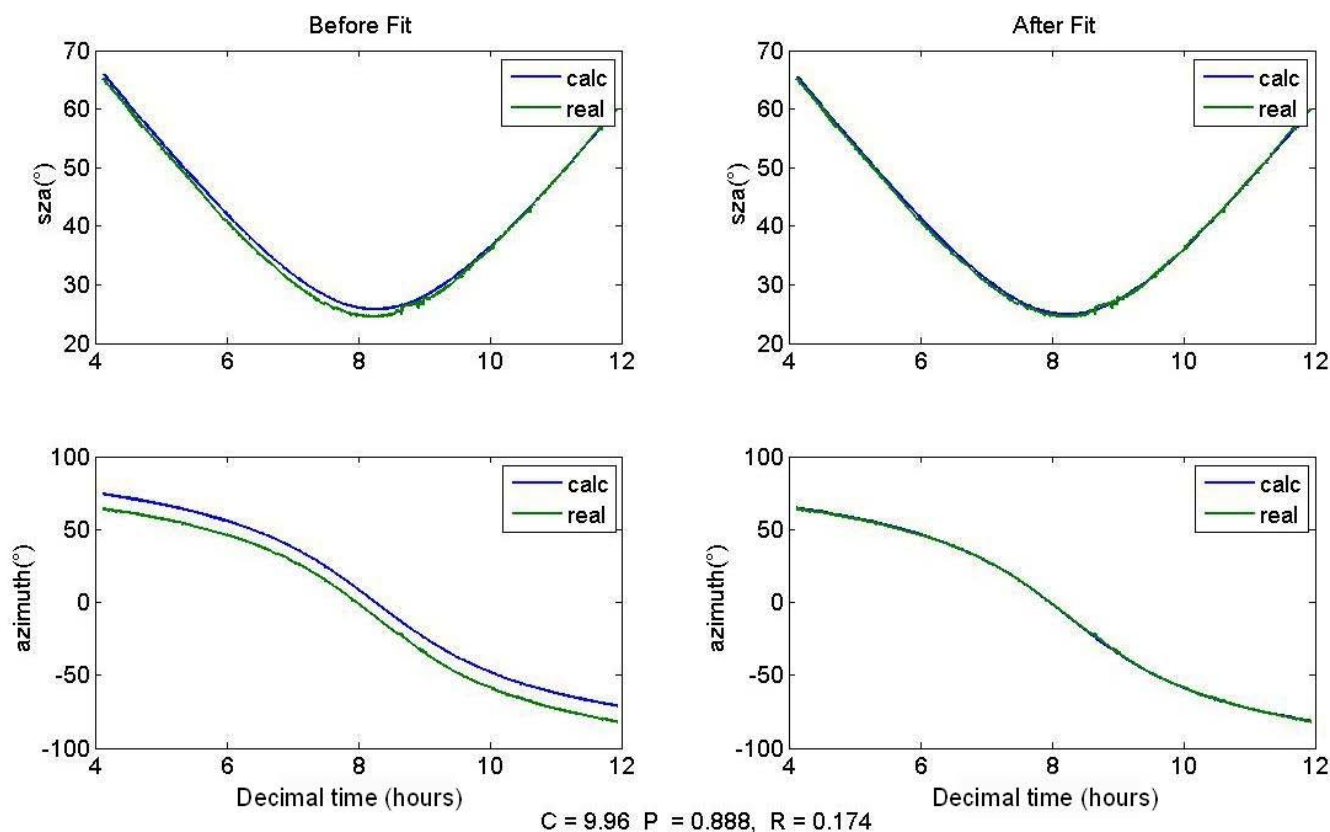 Before Fit
70
60
50
40
30
20
sza(°)
calc
real
4
6
8
10
12
After Fit
70
60
50
40
30
20
sza(°)
calc
real
4
6
8
10
12
100
50
0
-50
-100
azimuth(°)
calc
real
4
6
8
10
12
Decimal time (hours)
100
50
0
-50
-100
azimuth(°)
calc
real
4
6
8
10
12
Decimal time (hours)
C = 9.96 P = 0.888, R = 0.174